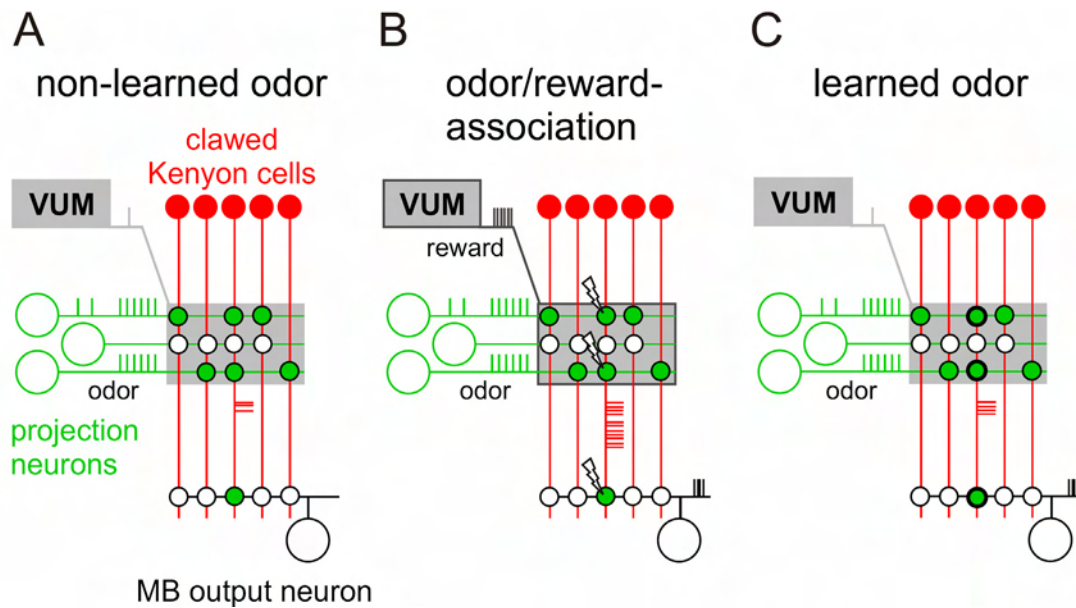 A
non-learned odor
clawed
Kenyon cells
VUM
odor
projection
neurons
MB output neuron
B
odor/reward-
association
VUM
reward
odor
C
learned odor
VUM
odor